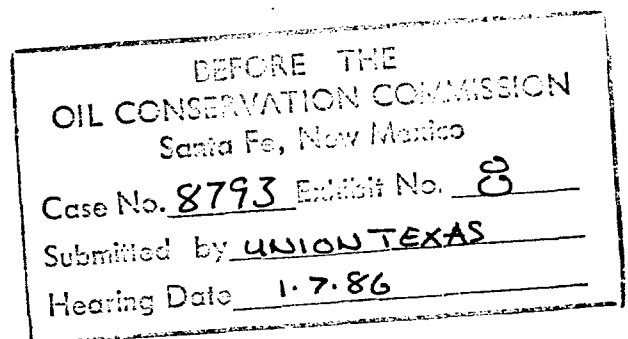 BEFORE THE
OIL CONSERVATION COMMISSION
Santa Fe, New Mexico
Case No. 8793 Exhibit No. 8
Submitted by UNION TEXAS
Hearing Date 1.7.86